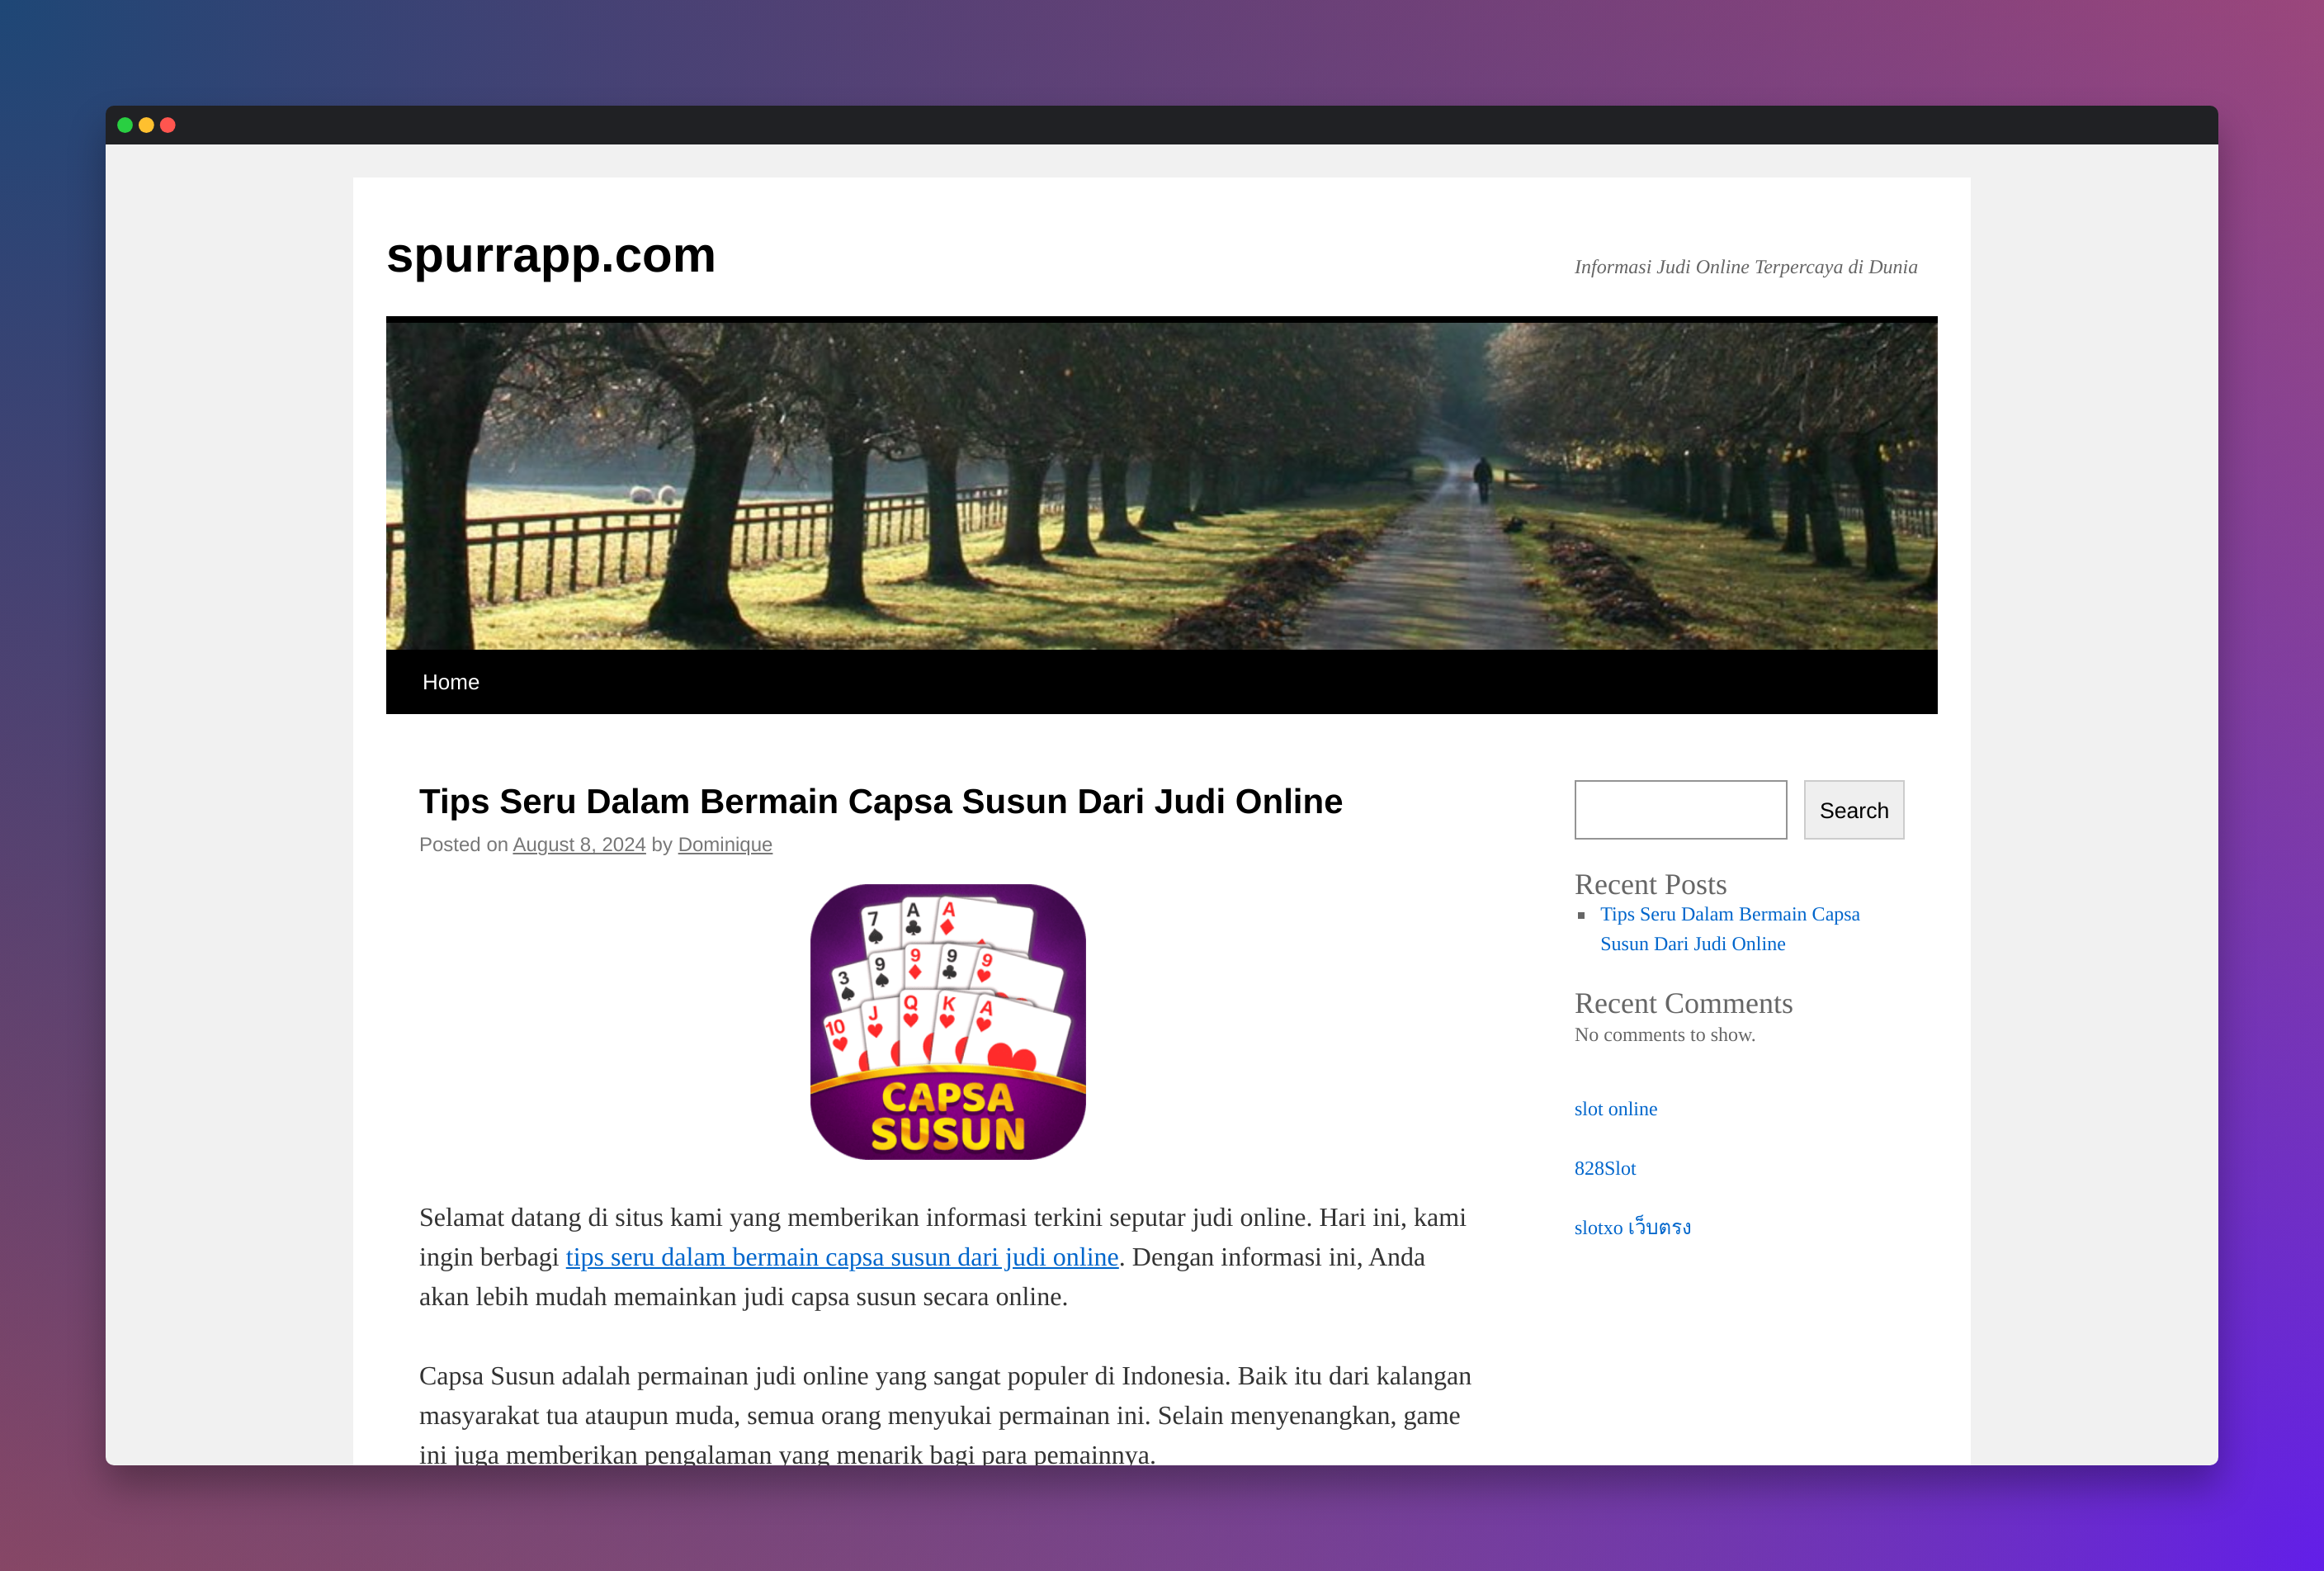 spurrapp.com
Informasi Judi Online Terpercaya di Dunia
Home
Tips Seru Dalam Bermain Capsa Susun Dari Judi Online
Posted on August 8, 2024 by Dominique
7 A A
3 9 9 9 9
10 J Q K A
CAPSA
SUSUN
Selamat datang di situs kami yang memberikan informasi terkini seputar judi online. Hari ini, kami
ingin berbagi tips seru dalam bermain capsa susun dari judi online. Dengan informasi ini, Anda
akan lebih mudah memainkan judi capsa susun secara online.
Capsa Susun adalah permainan judi online yang sangat populer di Indonesia. Baik itu dari kalangan
masyarakat tua ataupun muda, semua orang menyukai permainan ini. Selain menyenangkan, game
ini juga memberikan pengalaman yang menarik bagi para pemainnya.
Search
Recent Posts
Tips Seru Dalam Bermain Capsa
Susun Dari Judi Online
Recent Comments
No comments to show.
slot online
828Slot
slotxo เว็บตรง